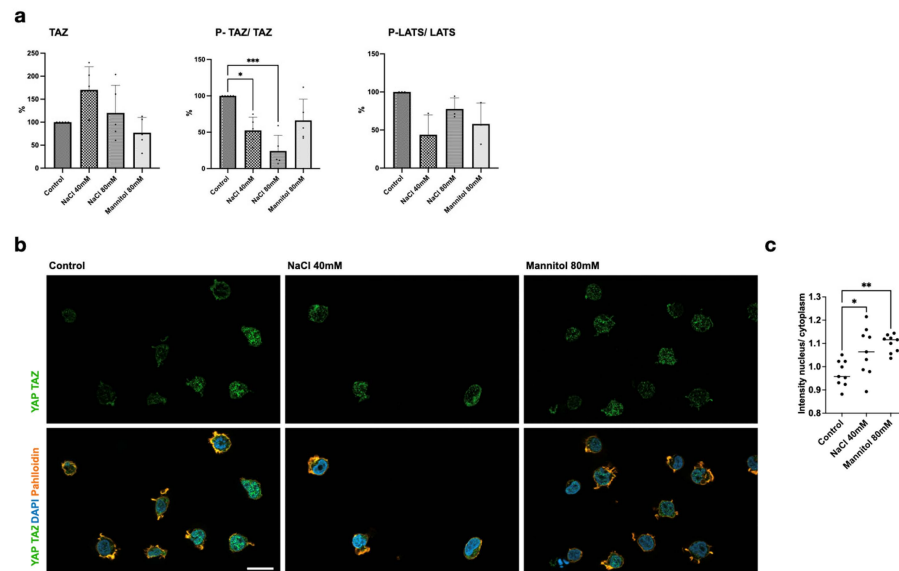 a
TAZ
P- TAZ/ TAZ
P-LATS/ LATS
%
250
200
150
100
50
0
Control
NaCl 40mM
NaCl 80mM
Mannitol 80mM
%
***
*
100
50
0
Control
NaCl 40mM
NaCl 80mM
Mannitol 80mM
%
100
50
0
Control
NaCl 40mM
NaCl 80mM
Mannitol 80mM
b
Control
NaCl 40mM
Mannitol 80mM
YAP TAZ
YAP TAZ DAPI Pahlloidin
c
Intensity nucleus/ cytoplasm
**
*
1.3
1.2
1.1
1.0
0.9
0.8
Control
NaCl 40mM
Mannitol 80mM